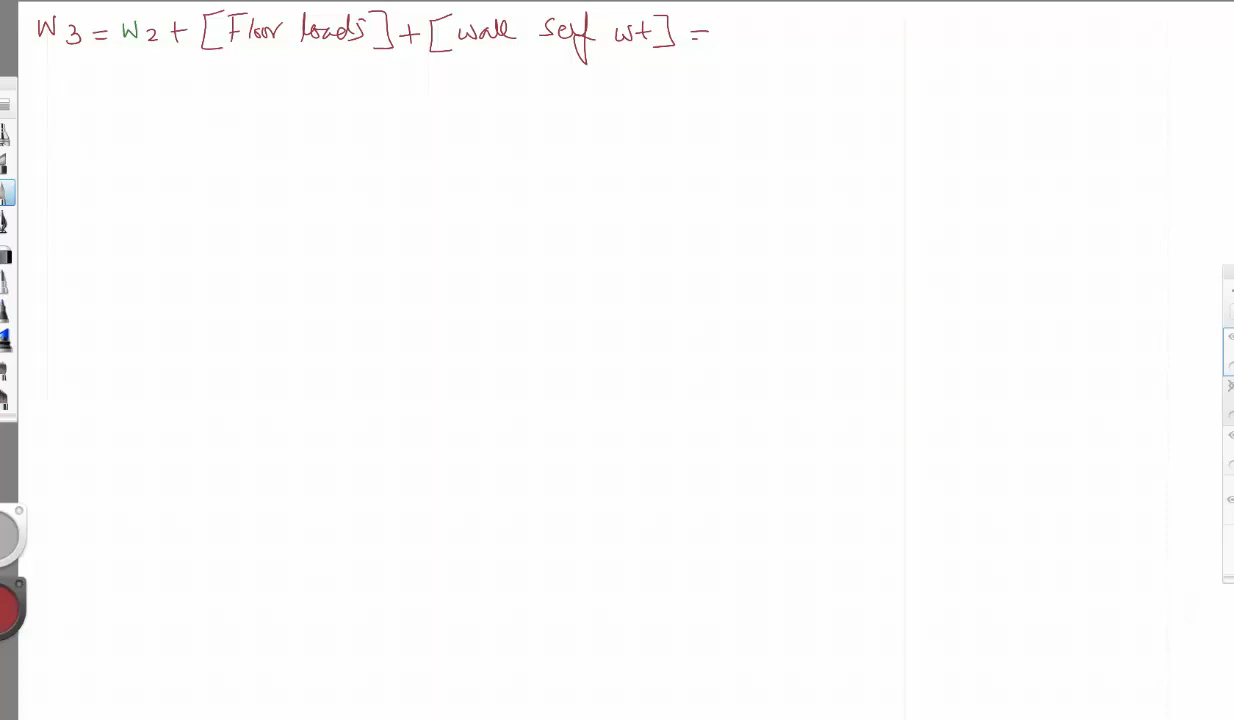 W3 = W2 + [Floor loads] + [wall self wt] =